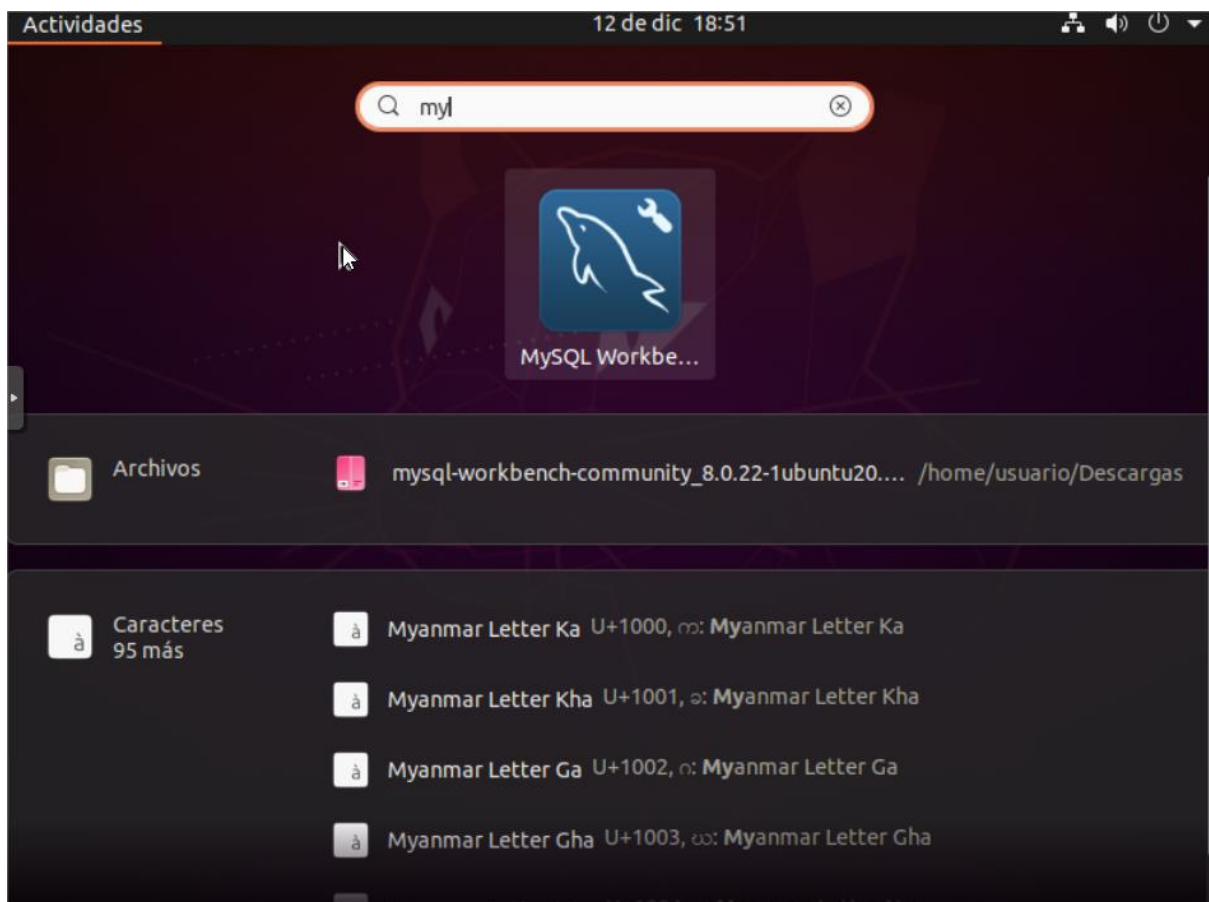 Actividades 12 de dic 18:51
my
MySQL Workbe...
Archivos mysql-workbench-community_8.0.22-1ubuntu20.... /home/usuario/Descargas
Caracteres
95 más
Myanmar Letter Ka U+1000, က: Myanmar Letter Ka
Myanmar Letter Kha U+1001, ခ: Myanmar Letter Kha
Myanmar Letter Ga U+1002, ဂ: Myanmar Letter Ga
Myanmar Letter Gha U+1003, ဃ: Myanmar Letter Gha